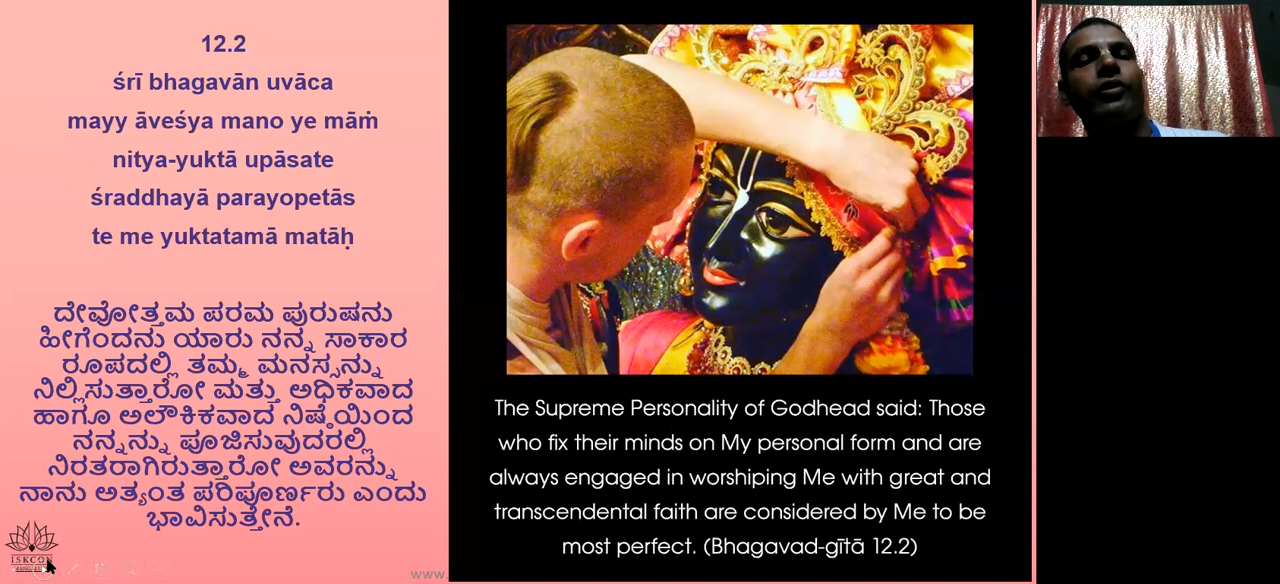 12.2
śrī bhagavān uvāca
mayy āveśya mano ye māṁ
nitya-yuktā upāsate
śraddhayā parayopetās
te me yuktatamā matāḥ
ದೇವೋತ್ತಮ ಪರಮ ಪುರುಷನು
ಹೀಗೆಂದನು ಯಾರು ನನ್ನ ಸಾಕಾರ
ರೂಪದಲ್ಲಿ ತಮ್ಮ ಮನಸ್ಸನ್ನು
ನಿಲ್ಲಿಸುತ್ತಾರೋ ಮತ್ತು ಅಧಿಕವಾದ
ಹಾಗೂ ಅಲೌಕಿಕವಾದ ನಿಷ್ಠೆಯಿಂದ
ನನ್ನನ್ನು ಪೂಜಿಸುವುದರಲ್ಲಿ
ನಿರತರಾಗಿರುತ್ತಾರೋ ಅವರನ್ನು
ನಾನು ಅತ್ಯಂತ ಪರಿಪೂರ್ಣರು ಎಂದು
ಭಾವಿಸುತ್ತೇನೆ.
ISKCON
www.
The Supreme Personality of Godhead said: Those
who fix their minds on My personal form and are
always engaged in worshiping Me with great and
transcendental faith are considered by Me to be
most perfect. (Bhagavad-gītā 12.2)